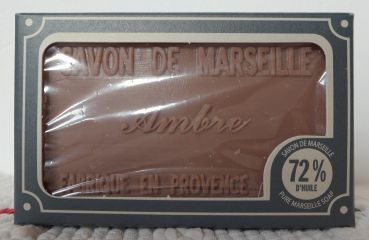 SAVON DE MARSEILLE
Ambre
FABRIQUE EN PROVENCE
SAVON DE MARSEILLE
72%
D'HUILE
PURE MARSEILLE SOAP